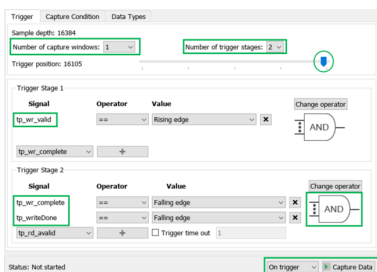 Trigger Capture Condition Data Types
Sample depth: 16384
Number of capture windows: 1 Number of trigger stages: 2
Trigger position: 16105
Trigger Stage 1
Signal Operator Value Change operator
tp_wr_valid == Rising edge × AND
tp_wr_complete +
Trigger Stage 2
Signal Operator Value Change operator
tp_wr_complete == Falling edge × AND
tp_writeDone == Falling edge ×
tp_rd_avalid + Trigger time out 1
Status: Not started On trigger Capture Data